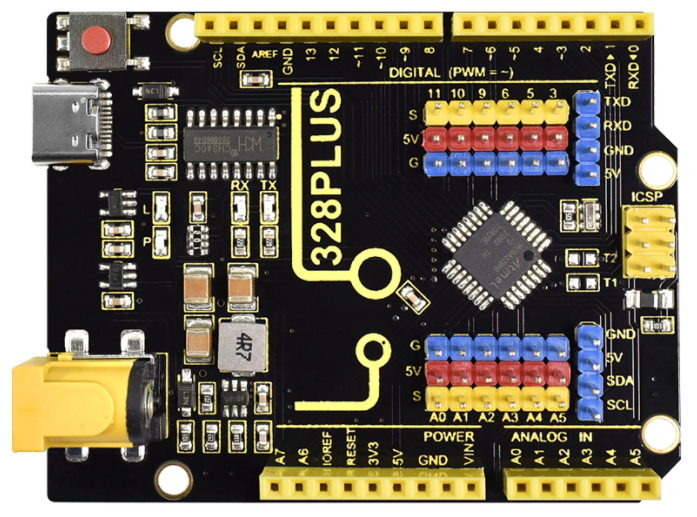 SCL
SDA
AREF
GND
13
12
~11
~10
~9
8
7
~6
~5
4
~3
2
TXD▶1
RXD◀0
DIGITAL (PWM = ~)
11 10 9 6 5 3
S
5V
G
TXD
RXD
GND
5V
WCH
CH340C
328PLUS
RX TX
L
P
ICSP
Atmel
T2
T1
4R7
G
5V
S
A0 A1 A2 A3 A4 A5
GND
5V
SDA
SCL
POWER
ANALOG IN
A7
A6
IOREF
RESET
3V3
5V
GND
GND
VIN
A0
A1
A2
A3
A4
A5